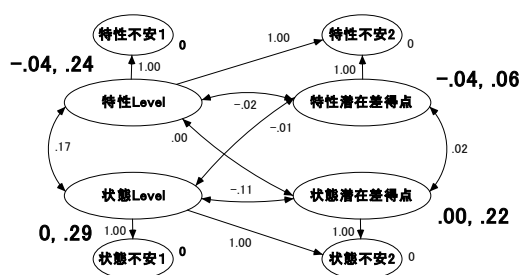 特性不安1
0
特性不安2
0
-.04, .24
1.00
1.00
1.00
-.04, .06
特性Level
-.02
特性潜在差得点
.17
.00
-.01
.02
状態Level
-.11
状態潜在差得点
0, .29
1.00
1.00
1.00
.00, .22
状態不安1
0
状態不安2
0